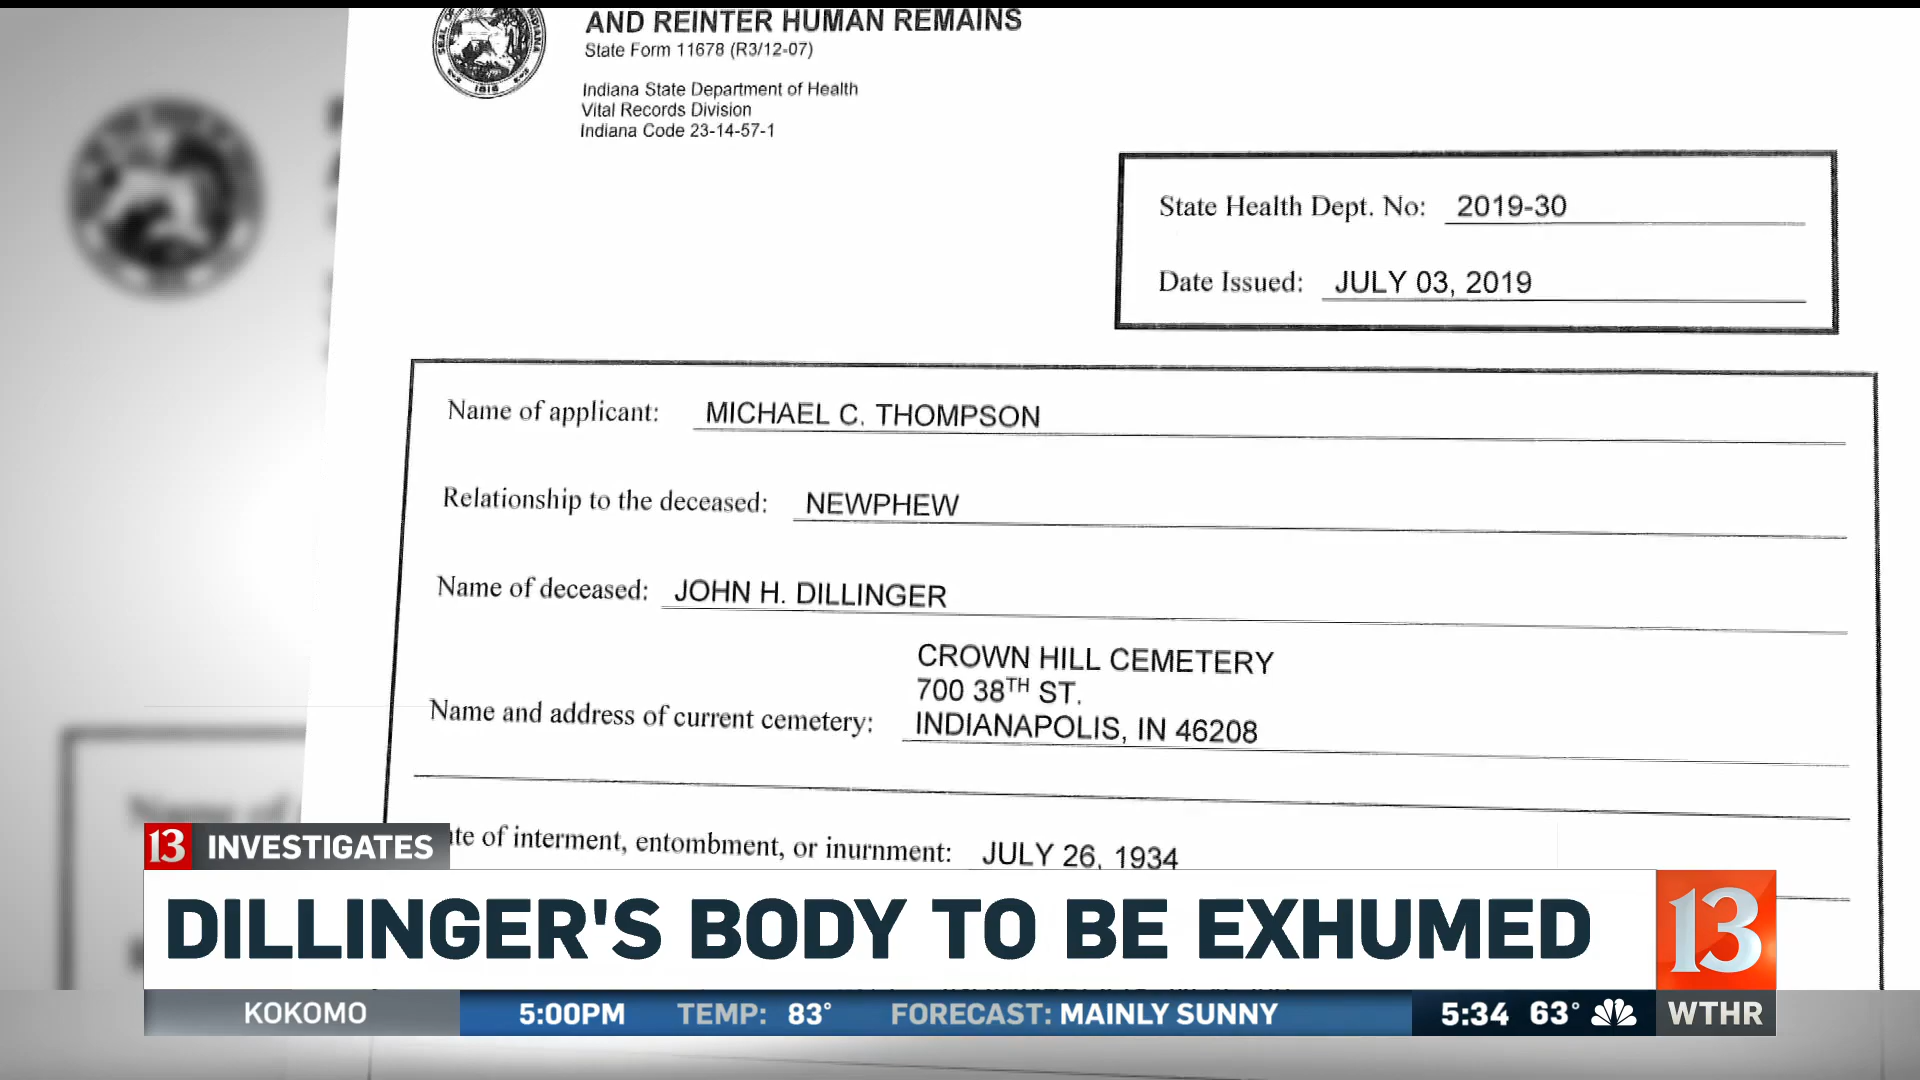 AND REINTER HUMAN REMAINS
State Form 11678 (R3/12-07)
Indiana State Department of Health
Vital Records Division
Indiana Code 23-14-57-1
State Health Dept. No: 2019-30
Date Issued: JULY 03, 2019
Name of applicant: MICHAEL C. THOMPSON
Relationship to the deceased: NEWPHEW
Name of deceased: JOHN H. DILLINGER
CROWN HILL CEMETERY
700 38TH ST.
Name and address of current cemetery: INDIANAPOLIS, IN 46208
te of interment, entombment, or inurnment: JULY 26, 1934
13 INVESTIGATES
DILLINGER'S BODY TO BE EXHUMED
13
KOKOMO 5:00PM TEMP: 83° FORECAST: MAINLY SUNNY 5:34 63° WTHR